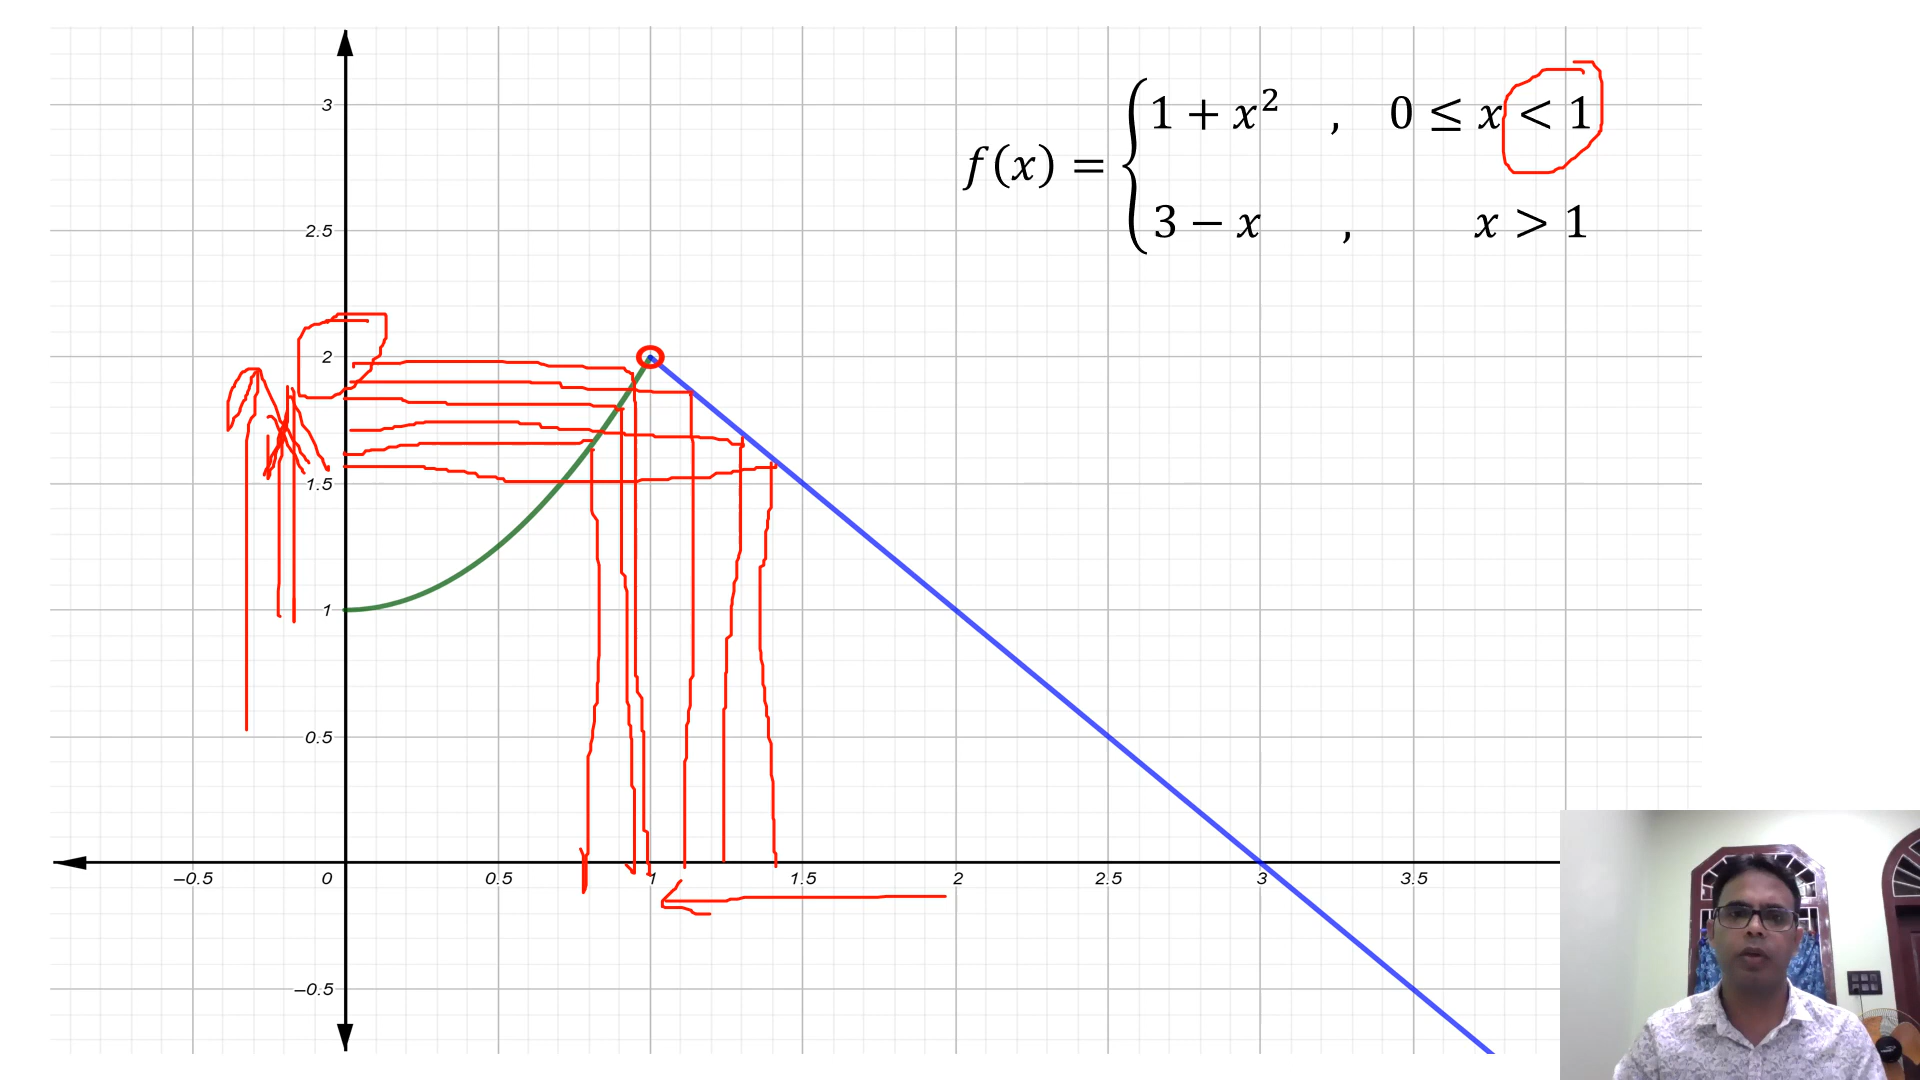 1 + x² , 0 ≤ x < 1
f(x) =
3 − x , x > 1
3
2.5
2
1.5
1
0.5
−0.5 0 0.5 1 1.5 2 2.5 3 3.5
−0.5